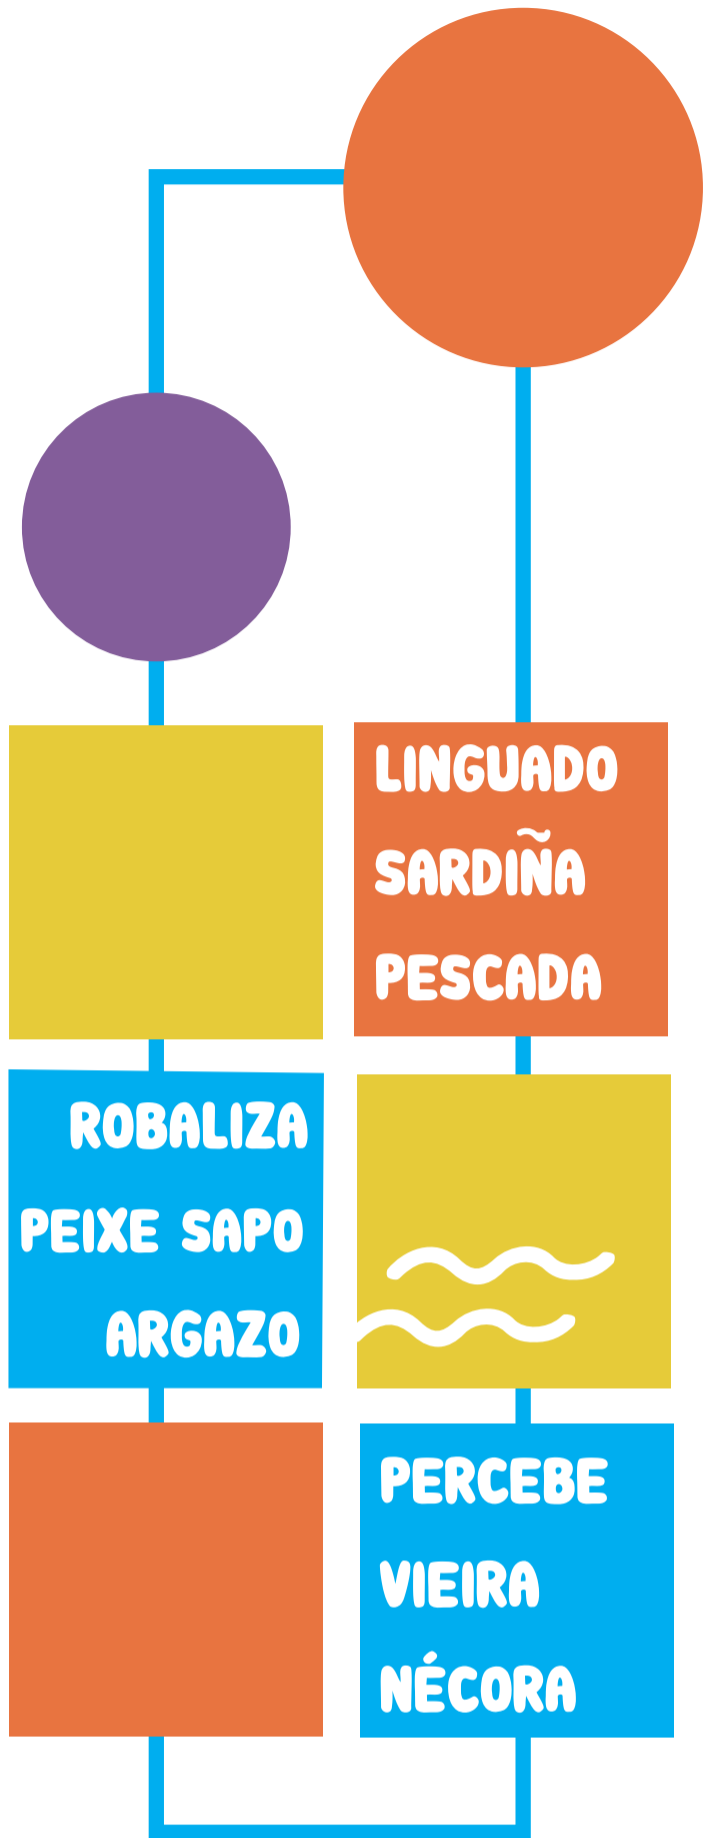 LINGUADO
SARDIÑA
PESCADA
ROBALIZA
PEIXE SAPO
ARGAZO
PERCEBE
VIEIRA
NÉCORA